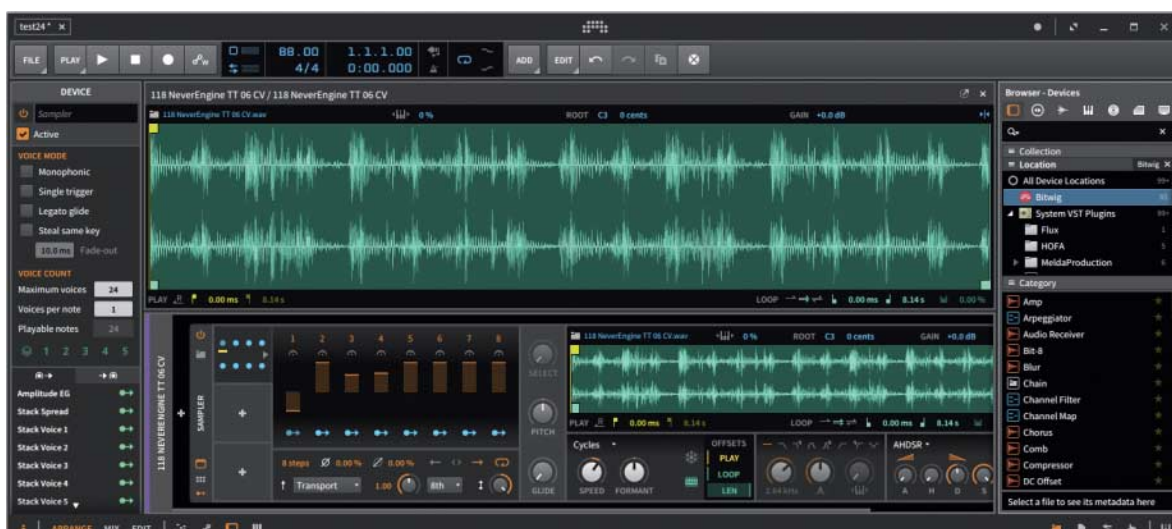 test24* ×
FILE PLAY 88.00 1.1.1.00 ADD EDIT
4/4 0:00.000
DEVICE
Sampler
Active
VOICE MODE
Monophonic
Single trigger
Legato glide
Steal same key
10.0 ms Fade-out
VOICE COUNT
Maximum voices 24
Voices per note 1
Playable notes 24
1 2 3 4 5
Amplitude EG
Stack Spread
Stack Voice 1
Stack Voice 2
Stack Voice 3
Stack Voice 4
Stack Voice 5
118 NeverEngine TT 06 CV / 118 NeverEngine TT 06 CV
118 NeverEngine TT 06 CV.wav 0 % ROOT C3 0 cents GAIN +0.0 dB
PLAY 0.00 ms 8.14 s LOOP 0.00 ms 8.14 s 0.00 %
118 NEVERENGINE TT 06 CV
SAMPLER
1 2 3 4 5 6 7 8
8 steps 0.00 % 0.00 %
Transport 1.00 8th
SELECT
PITCH
GLIDE
118 NeverEngine TT 06 CV.wav 0 % ROOT C3 0 cents GAIN +0.0 dB
PLAY 0.00 ms 8.14 s LOOP 0.00 ms 8.14 s
Cycles OFFSETS AHDSR
PLAY
LOOP
LEN
SPEED FORMANT 2.64 kHz A H D S
Browser - Devices
Collection
Location Bitwig ×
All Device Locations 99+
Bitwig
System VST Plugins 99+
Flux 1
HOFA 5
MeldaProduction 6
Category
Amp
Arpeggiator
Audio Receiver
Bit-8
Blur
Chain
Channel Filter
Channel Map
Chorus
Comb
Compressor
DC Offset
Select a file to see its metadata here
ARRANGE MIX EDIT